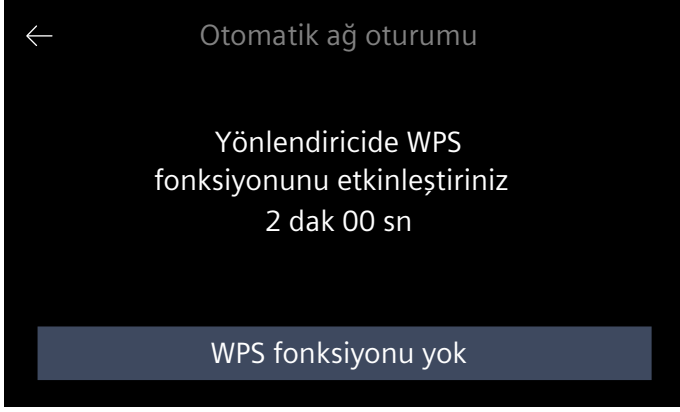 Otomatik ağ oturumu
Yönlendiricide WPS
fonksiyonunu etkinleştiriniz
2 dak 00 sn
WPS fonksiyonu yok